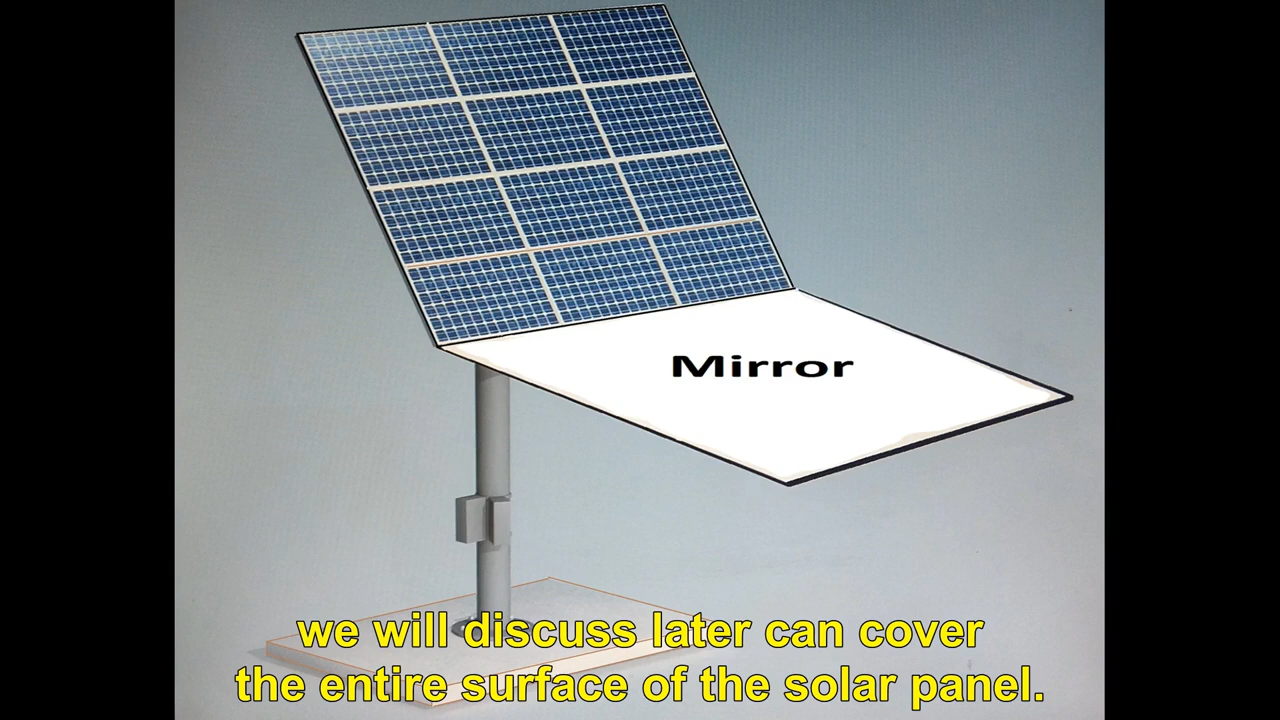 Mirror
we will discuss later can cover
the entire surface of the solar panel.